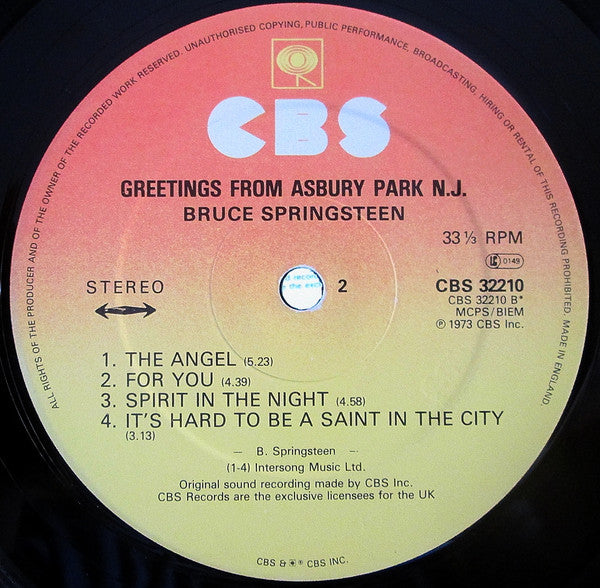 ALL RIGHTS OF THE PRODUCER AND OF THE OWNER OF THE RECORDED WORK RESERVED. UNAUTHORISED COPYING, PUBLIC PERFORMANCE, BROADCASTING, HIRING OR RENTAL OF THIS RECORDING PROHIBITED. MADE IN ENGLAND.
CBS
GREETINGS FROM ASBURY PARK N.J.
BRUCE SPRINGSTEEN
33 ⅓ RPM
LC 0149
STEREO
2
CBS 32210
CBS 32210 B*
MCPS/BIEM
℗ 1973 CBS Inc.
1. THE ANGEL (5.23)
2. FOR YOU (4.39)
3. SPIRIT IN THE NIGHT (4.58)
4. IT'S HARD TO BE A SAINT IN THE CITY
(3.13)
— B. Springsteen —
(1-4) Intersong Music Ltd.
Original sound recording made by CBS Inc.
CBS Records are the exclusive licensees for the UK
CBS & ® CBS INC.